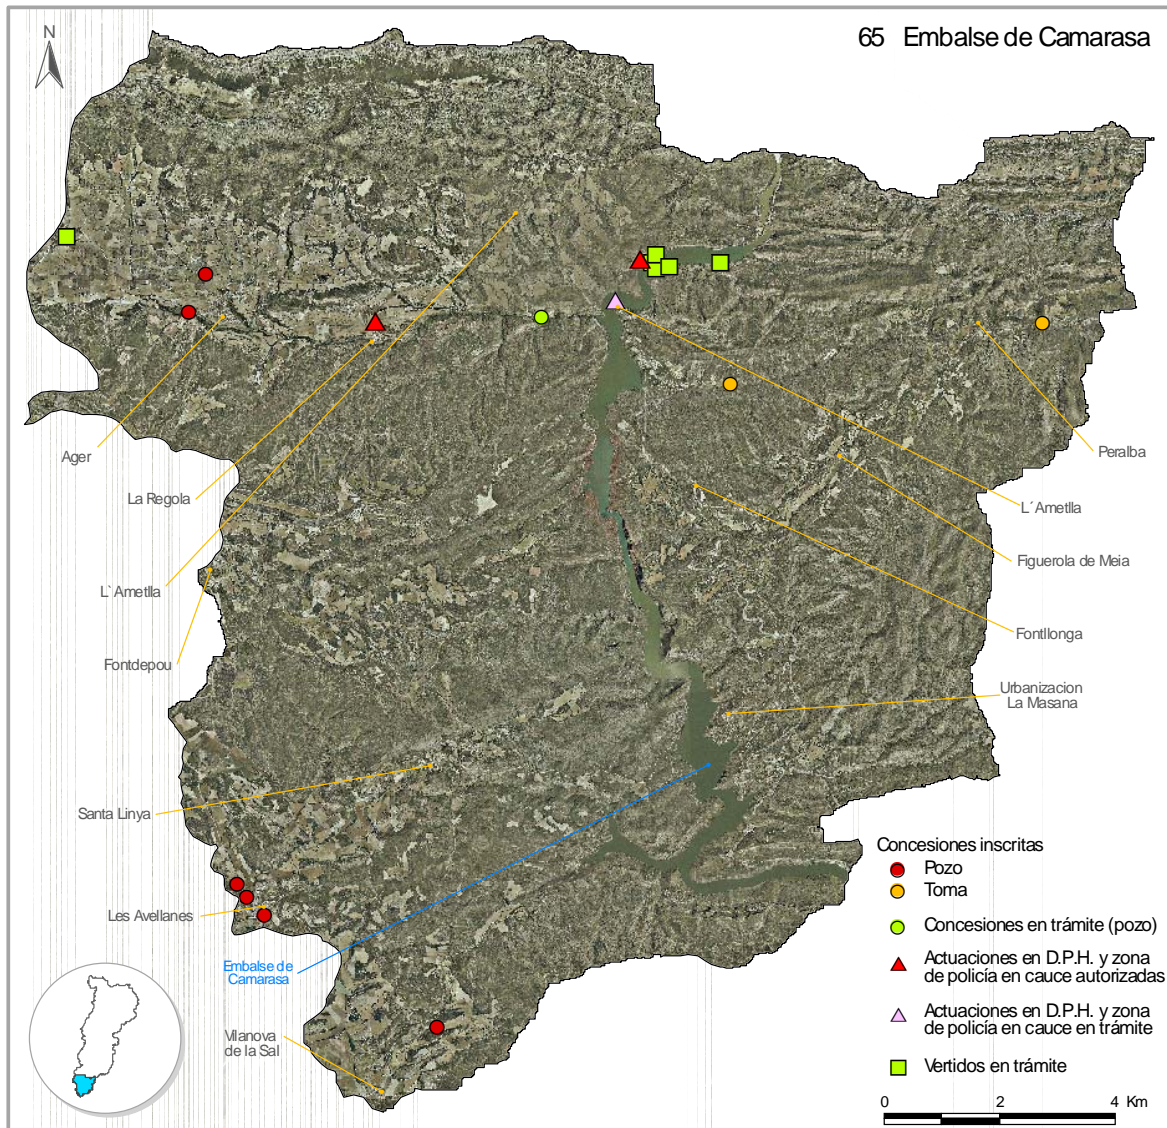 N
65 Embalse de Camarasa
Ager
La Regola
L`Ametlla
Fontdepou
Santa Linya
Les Avellanes
Embalse de
Camarasa
Vilanova
de la Sal
Peralba
L´Ametlla
Figuerola de Meia
Fontllonga
Urbanizacion
La Masana
Concesiones inscritas
Pozo
Toma
Concesiones en trámite (pozo)
Actuaciones en D.P.H. y zona
de policía en cauce autorizadas
Actuaciones en D.P.H. y zona
de policía en cauce en trámite
Vertidos en trámite
0 2 4 Km